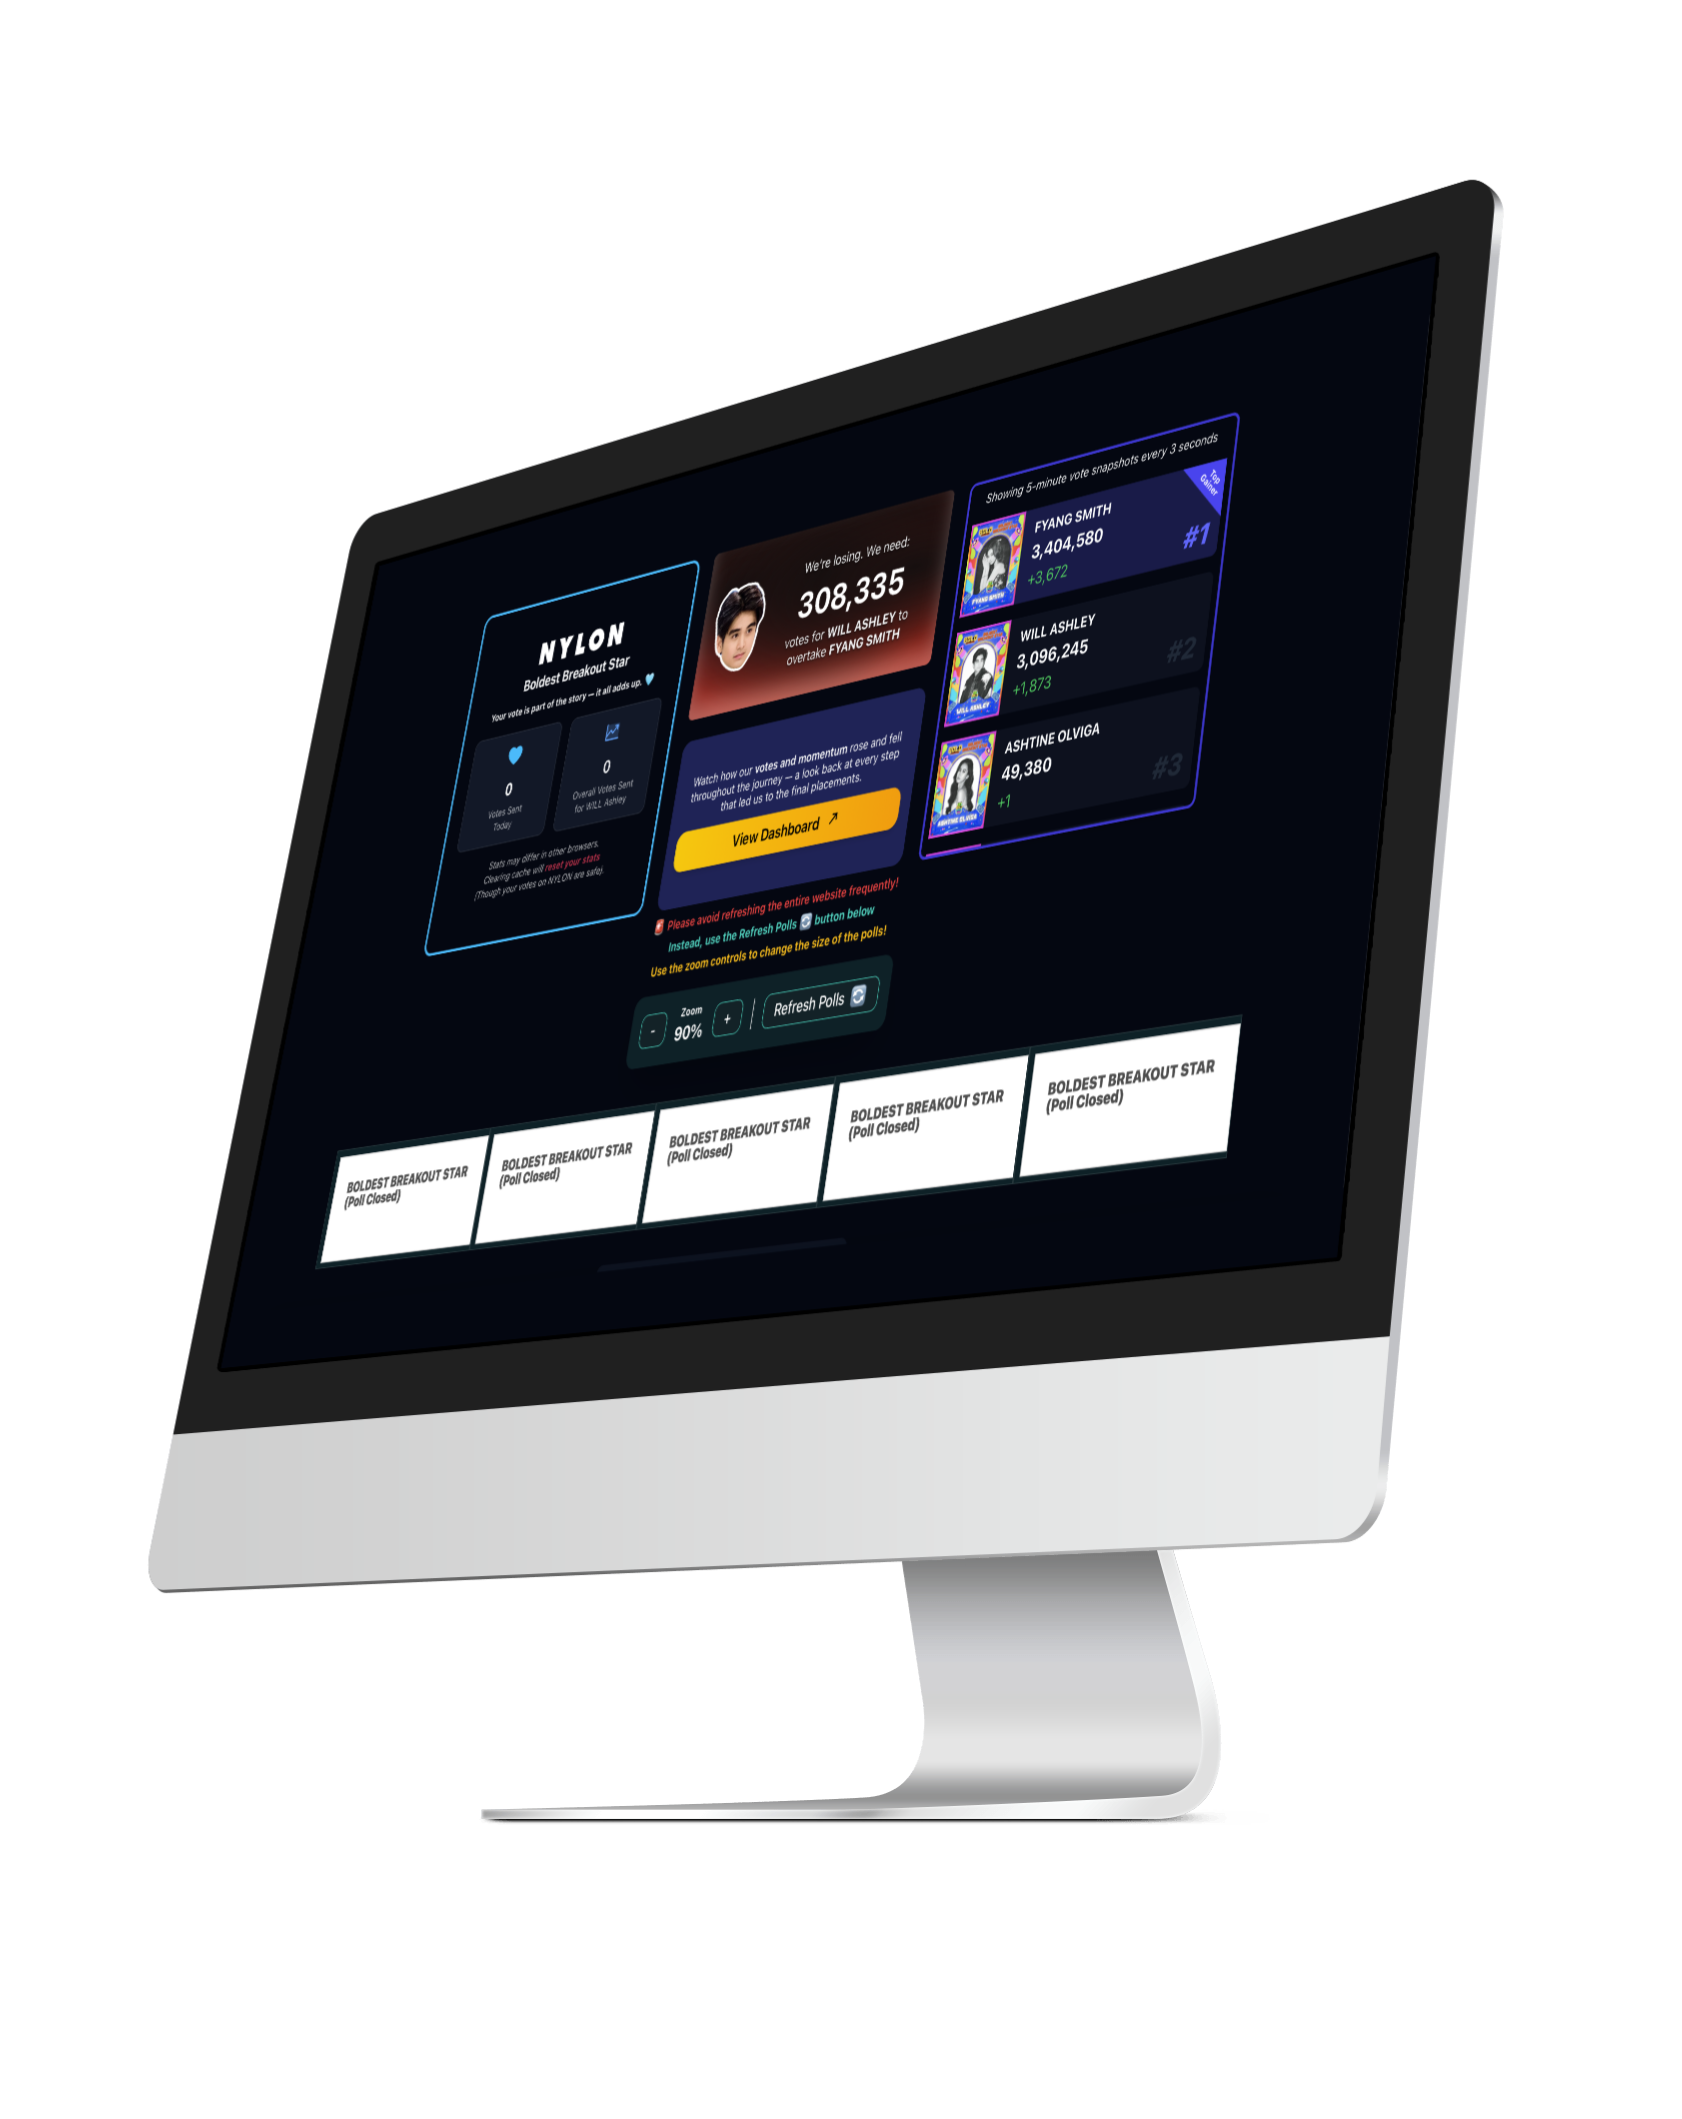 NYLON
Boldest Breakout Star
Your vote is part of the story — it all adds up. 🩵
0
Votes Sent
Today
0
Overall Votes Sent
for WILL Ashley
Stats may differ in other browsers.
Clearing cache will reset your stats
(Though your votes on NYLON are safe).
We're losing. We need:
308,335
votes for WILL ASHLEY to
overtake FYANG SMITH
Watch how our votes and momentum rose and fell
throughout the journey — a look back at every step
that led us to the final placements.
View Dashboard ↗
🚨 Please avoid refreshing the entire website frequently!
Instead, use the Refresh Polls 🔄 button below
Use the zoom controls to change the size of the polls!
-
Zoom
90%
+
Refresh Polls 🔄
Showing 5-minute vote snapshots every 3 seconds
Top
Gainer
FYANG SMITH
3,404,580
+3,672
#1
FYANG SMITH
WILL ASHLEY
3,096,245
+1,873
#2
WILL ASHLEY
ASHTINE OLVIGA
49,380
+1
#3
ASHTINE OLVIGA
BOLDEST BREAKOUT STAR
(Poll Closed)
BOLDEST BREAKOUT STAR
(Poll Closed)
BOLDEST BREAKOUT STAR
(Poll Closed)
BOLDEST BREAKOUT STAR
(Poll Closed)
BOLDEST BREAKOUT STAR
(Poll Closed)